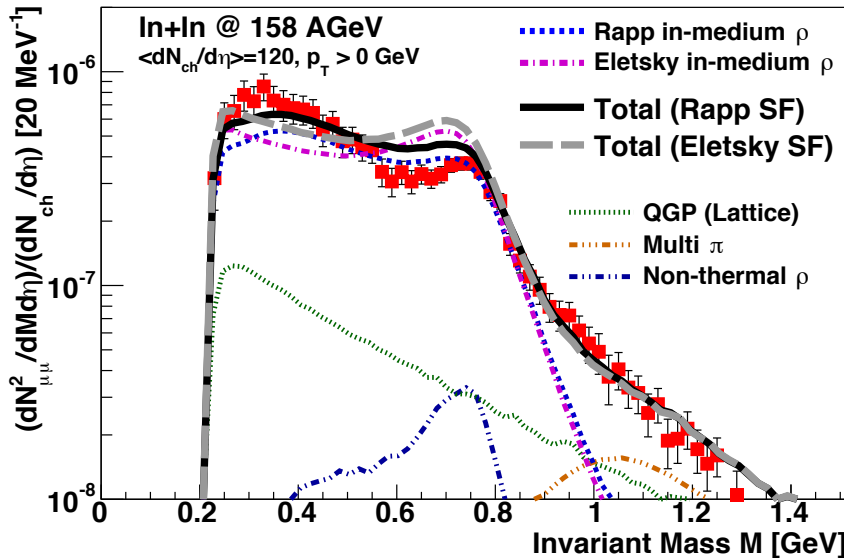 In+In @ 158 AGeV
<dN_ch/dη>=120, p_T > 0 GeV
Rapp in-medium ρ
Eletsky in-medium ρ
Total (Rapp SF)
Total (Eletsky SF)
QGP (Lattice)
Multi π
Non-thermal ρ
(dN²_μμ/dMdη)/(dN_ch/dη) [20 MeV⁻¹]
10⁻⁶
10⁻⁷
10⁻⁸
0 0.2 0.4 0.6 0.8 1 1.2 1.4
Invariant Mass M [GeV]